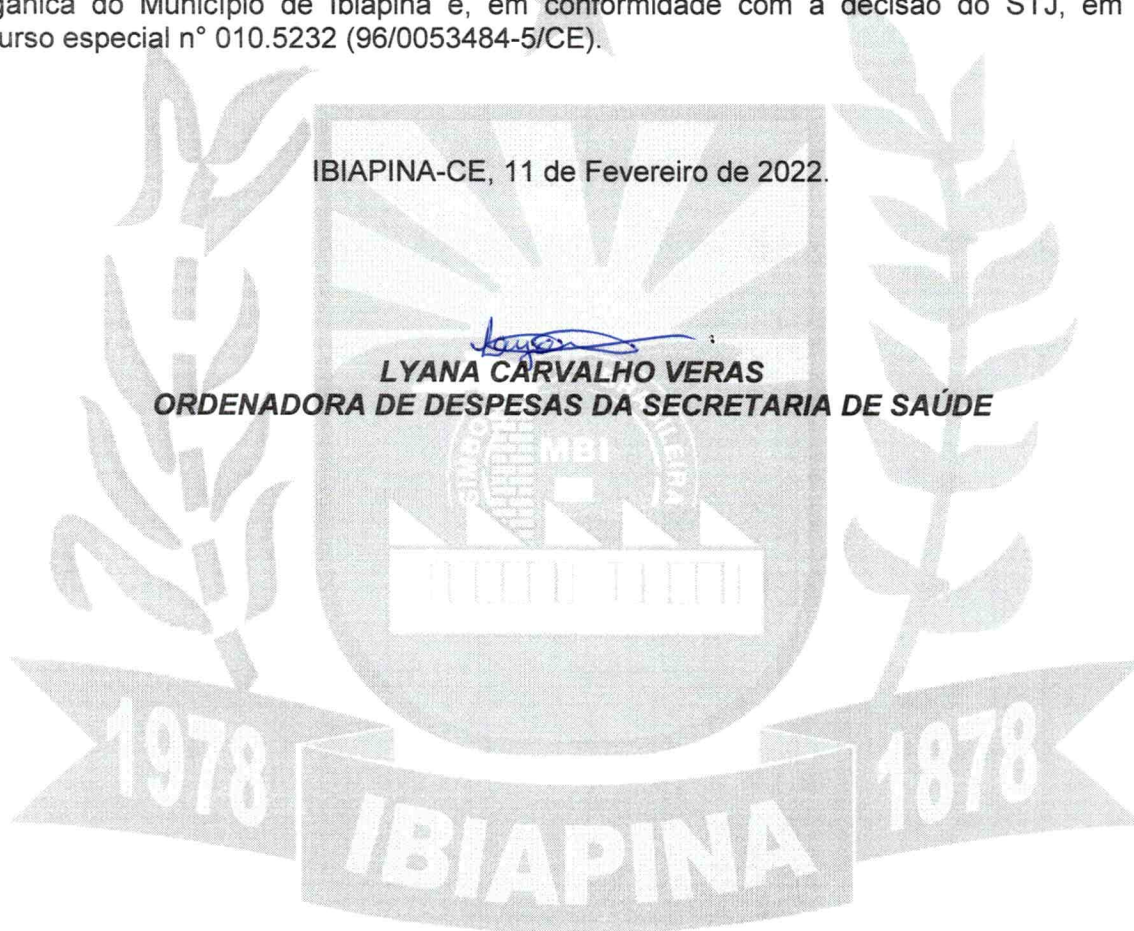 gânica do Município de Ibiapina e, em conformidade com a decisão do STJ, em
urso especial n° 010.5232 (96/0053484-5/CE).
IBIAPINA-CE, 11 de Fevereiro de 2022.
LYANA CARVALHO VERAS
ORDENADORA DE DESPESAS DA SECRETARIA DE SAÚDE
MBI
1978
1878
IBIAPINA